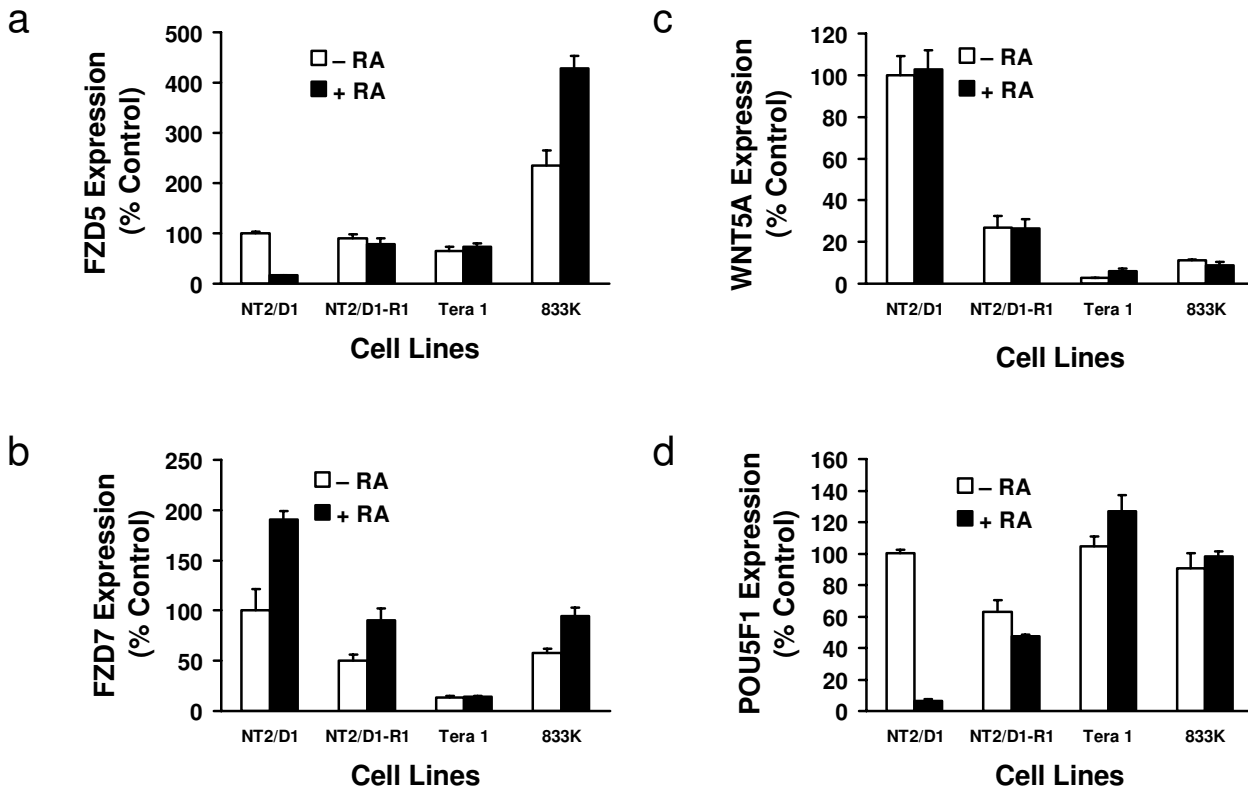 a
FZD5 Expression
(% Control)
500
400
300
200
100
0
– RA
+ RA
NT2/D1 NT2/D1-R1 Tera 1 833K
Cell Lines
c
WNT5A Expression
(% Control)
120
100
80
60
40
20
0
– RA
+ RA
NT2/D1 NT2/D1-R1 Tera 1 833K
Cell Lines
b
FZD7 Expression
(% Control)
250
200
150
100
50
0
– RA
+ RA
NT2/D1 NT2/D1-R1 Tera 1 833K
Cell Lines
d
POU5F1 Expression
(% Control)
160
140
120
100
80
60
40
20
0
– RA
+ RA
NT2/D1 NT2/D1-R1 Tera 1 833K
Cell Lines